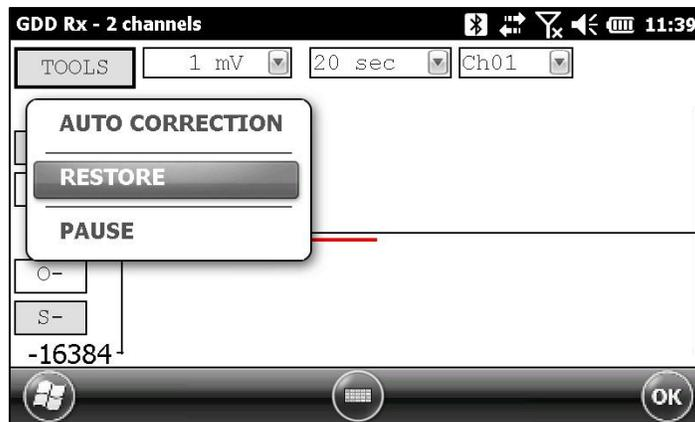 GDD Rx - 2 channels 11:39
TOOLS 1 mV 20 sec Ch01
AUTO CORRECTION
RESTORE
PAUSE
O-
S-
-16384
OK